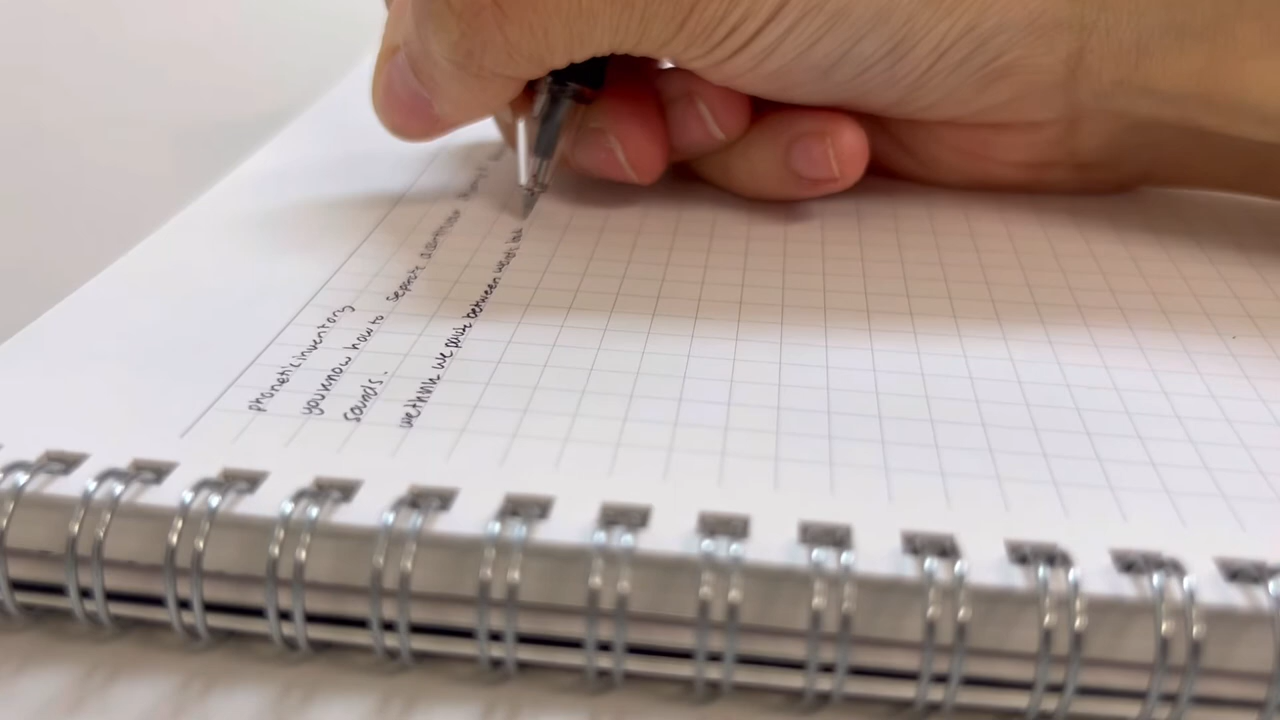 phonetic inventory
you know how to separate
sounds.
we think we pause between words but